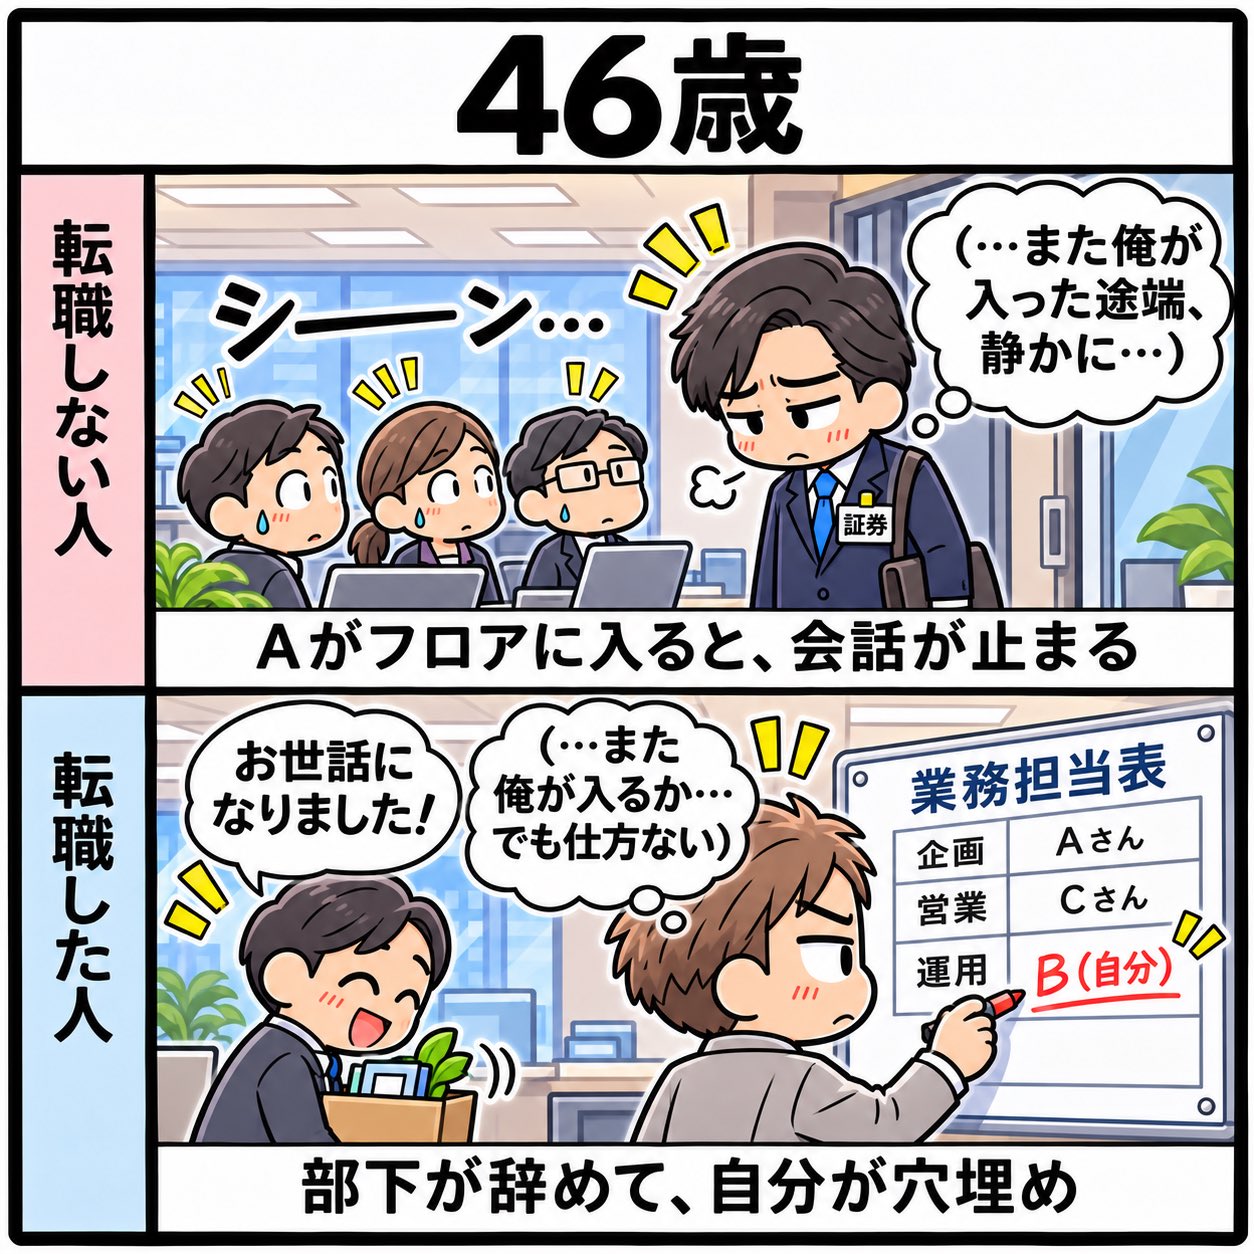 46歳
転職しない人
シーン…
(…また俺が
入った途端、
静かに…)
証券
Aがフロアに入ると、会話が止まる
転職した人
お世話に
なりました!
(…また
俺が入るか…
でも仕方ない)
業務担当表
企画 Aさん
営業 Cさん
運用 B(自分)
部下が辞めて、自分が穴埋め